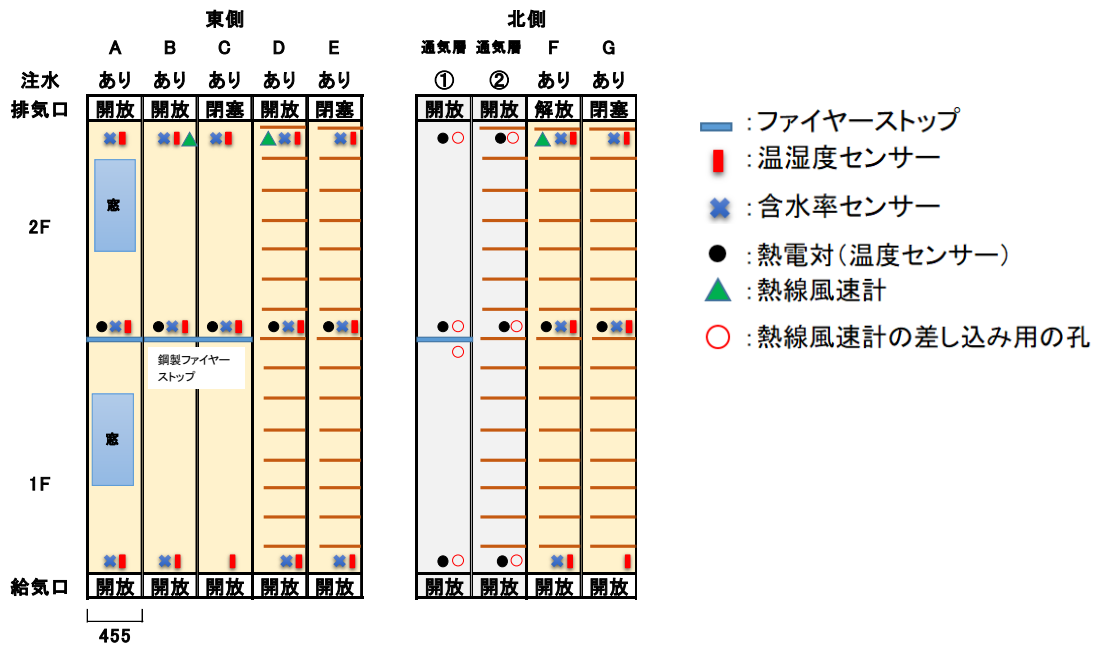 東側 北側
A B C D E 通気層 通気層 F G
注水 あり あり あり あり あり ① ② あり あり
排気口 開放 開放 閉塞 開放 閉塞 開放 開放 解放 閉塞
：ファイヤーストップ
：温湿度センサー
窓
：含水率センサー
2F
：熱電対（温度センサー）
：熱線風速計
：熱線風速計の差し込み用の孔
鋼製ファイヤー
ストップ
窓
1F
給気口 開放 開放 開放 開放 開放 開放 開放 開放 開放
455